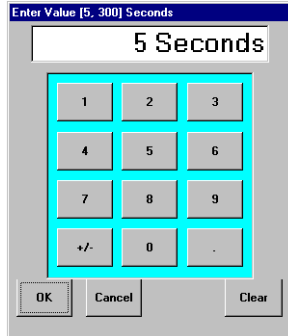 Enter Value [5, 300] Seconds
5 Seconds
1 2 3
4 5 6
7 8 9
+/- 0 .
OK Cancel Clear